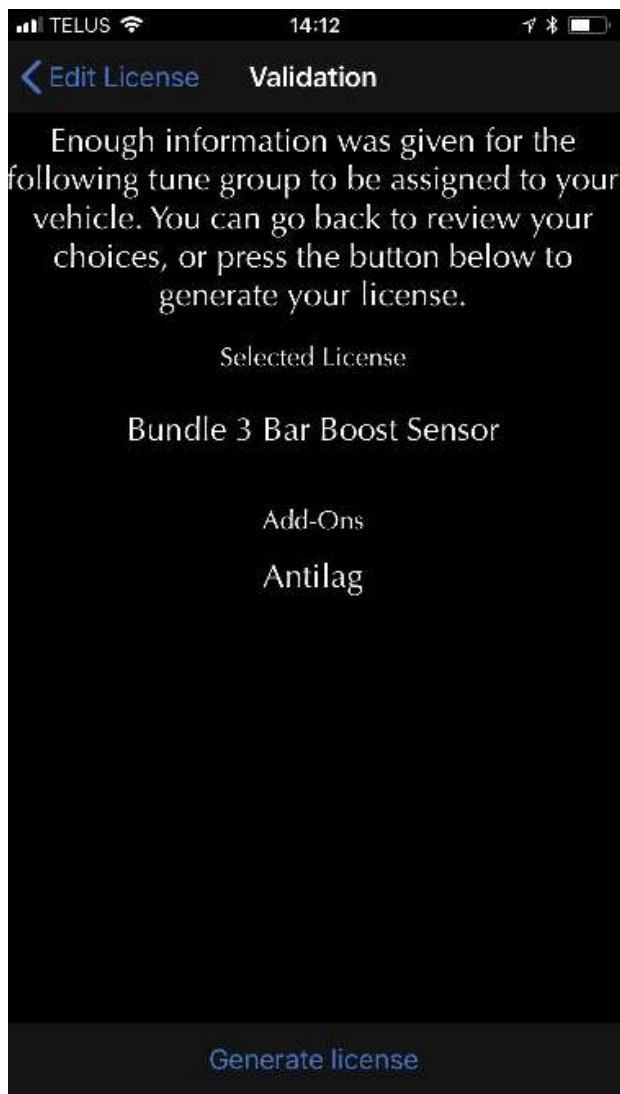 TELUS 14:12
Edit License Validation
Enough information was given for the
following tune group to be assigned to your
vehicle. You can go back to review your
choices, or press the button below to
generate your license.
Selected License
Bundle 3 Bar Boost Sensor
Add-Ons
Antilag
Generate license